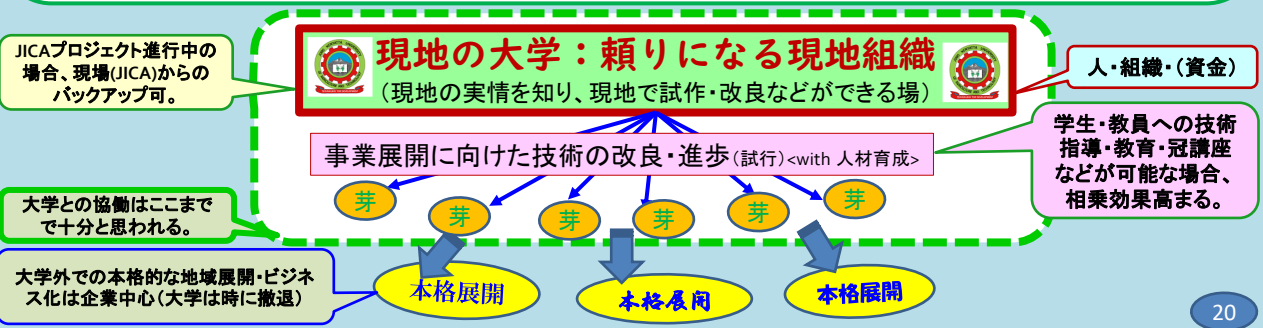 JICAプロジェクト進行中の
場合、現場(JICA)からの
バックアップ可。
現地の大学：頼りになる現地組織
（現地の実情を知り、現地で試作・改良などができる場）
人・組織・（資金）
事業展開に向けた技術の改良・進歩（試行）<with 人材育成>
学生・教員への技術
指導・教育・冠講座
などが可能な場合、
相乗効果高まる。
芽
芽
芽
芽
芽
芽
大学との協働はここまで
で十分と思われる。
大学外での本格的な地域展開・ビジネ
ス化は企業中心（大学は時に撤退）
本格展開
本格展開
本格展開
20